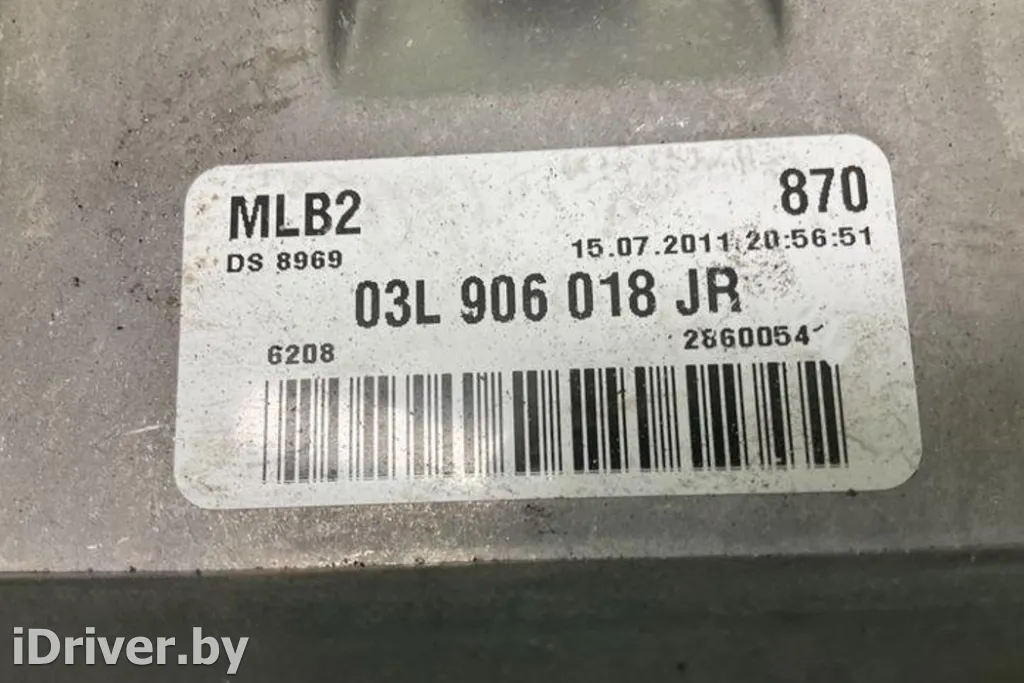 MLB2 870
DS 8969 15.07.2011 20:56:51
03L 906 018 JR
6208 2860054
iDriver.by